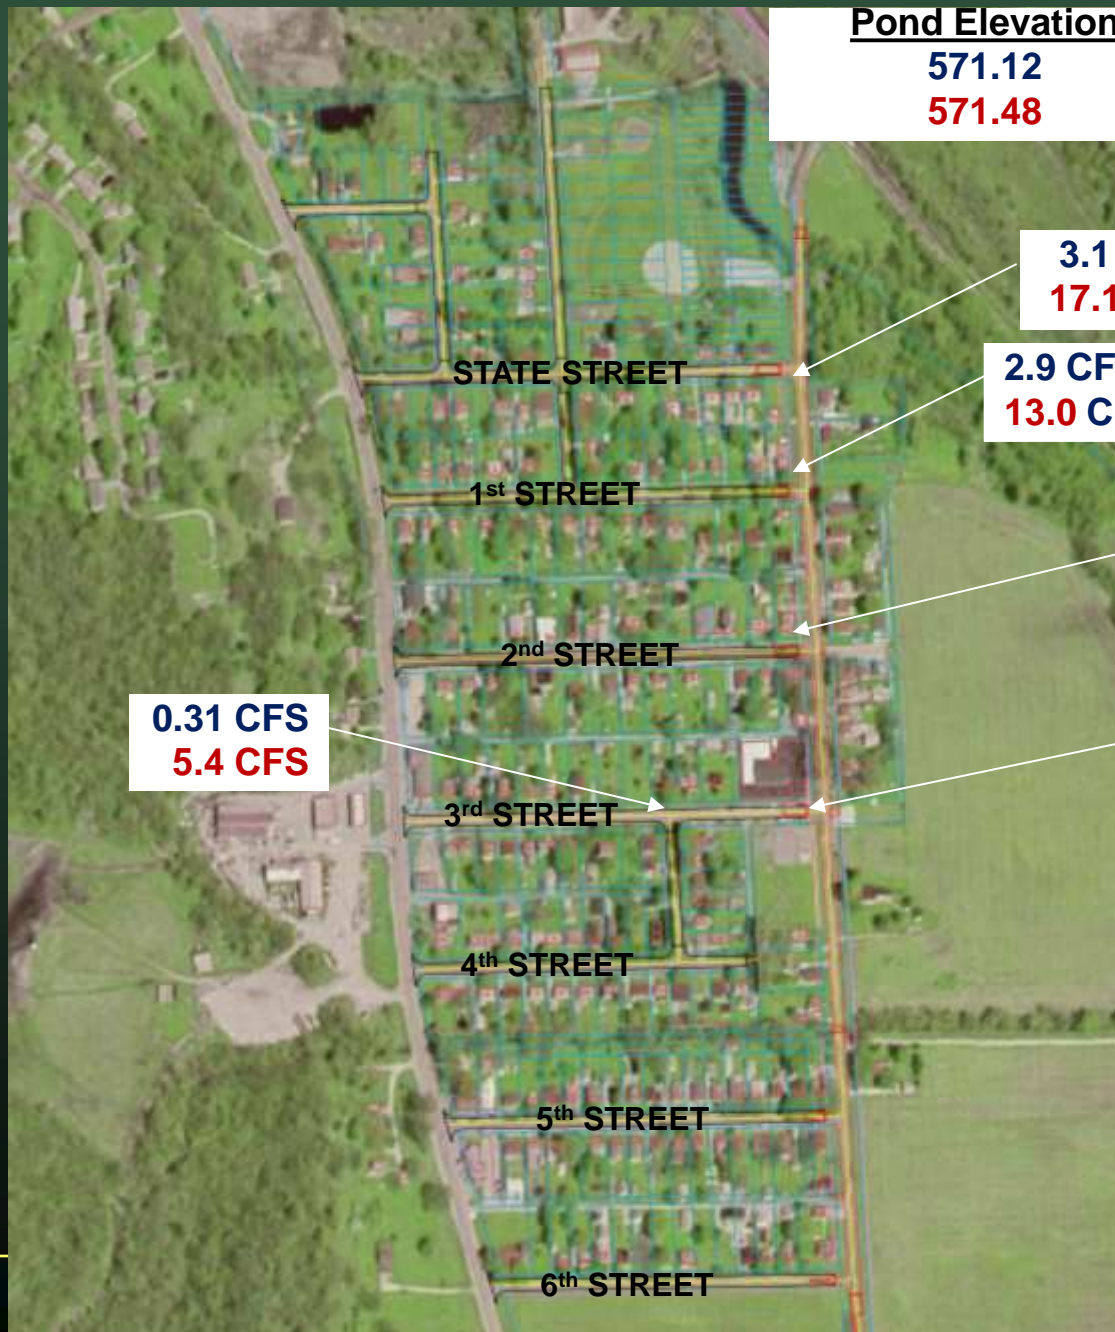 Pond Elevation
571.12
571.48
3.1
17.1
STATE STREET
2.9 CF
13.0 C
1st STREET
2nd STREET
0.31 CFS
5.4 CFS
3rd STREET
4th STREET
5th STREET
6th STREET